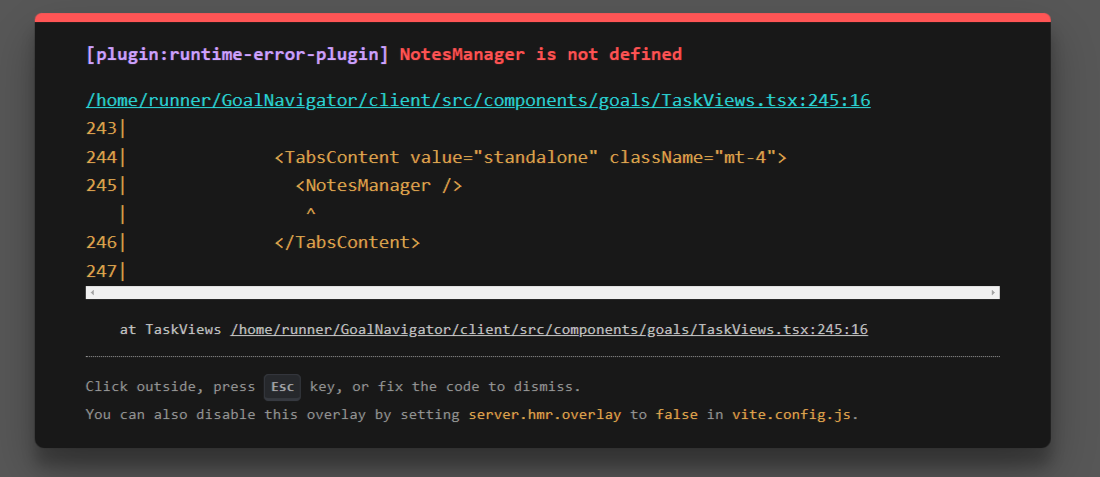 [plugin:runtime-error-plugin] NotesManager is not defined
/home/runner/GoalNavigator/client/src/components/goals/TaskViews.tsx:245:16
243|
244|              <TabsContent value="standalone" className="mt-4">
245|                <NotesManager />
   |                 ^
246|              </TabsContent>
247|
at TaskViews /home/runner/GoalNavigator/client/src/components/goals/TaskViews.tsx:245:16
Click outside, press Esc key, or fix the code to dismiss.
You can also disable this overlay by setting server.hmr.overlay to false in vite.config.js.